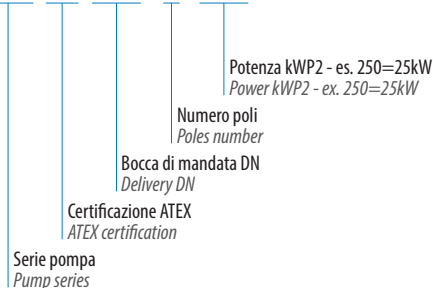 Potenza kWP2 - es. 250=25kW
Power kWP2 - ex. 250=25kW
Numero poli
Poles number
Bocca di mandata DN
Delivery DN
Certificazione ATEX
ATEX certification
Serie pompa
Pump series